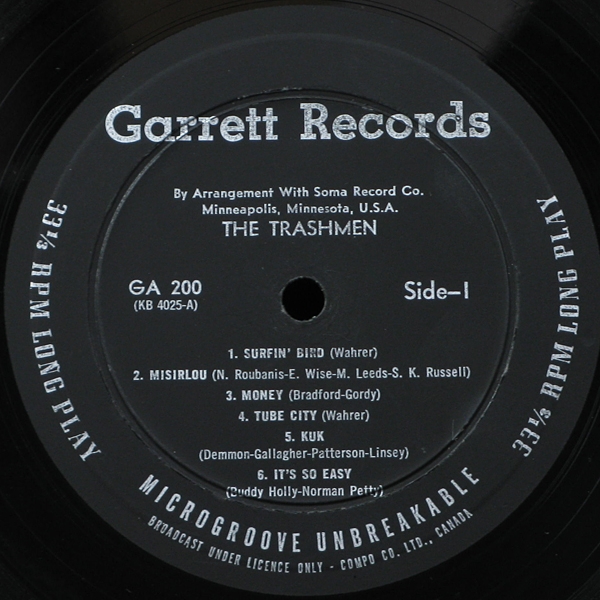 Garrett Records
By Arrangement With Soma Record Co.
Minneapolis, Minnesota, U.S.A.
THE TRASHMEN
GA 200
(KB 4025-A)
Side–1
1. SURFIN' BIRD (Wahrer)
2. MISIRLOU (N. Roubanis-E. Wise-M. Leeds-S. K. Russell)
3. MONEY (Bradford-Gordy)
4. TUBE CITY (Wahrer)
5. KUK
(Demmon-Gallagher-Patterson-Linsey)
6. IT'S SO EASY
(Buddy Holly-Norman Petty)
33⅓ RPM LONG PLAY
33⅓ RPM LONG PLAY
MICROGROOVE UNBREAKABLE
BROADCAST UNDER LICENCE ONLY - COMPO CO. LTD., CANADA